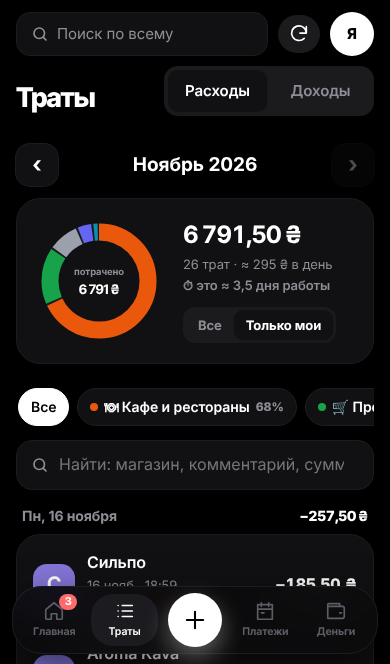 Поиск по всему
Я
Траты
Расходы
Доходы
Ноябрь 2026
потрачено
6 791 ₴
6 791,50 ₴
26 трат · ≈ 295 ₴ в день
⏱ это ≈ 3,5 дня работы
Все
Только мои
Все
🍽 Кафе и рестораны 68%
🛒 Про
Найти: магазин, комментарий, сумм
Пн, 16 ноября
−257,50 ₴
Сильпо
16 нояб., 18:59
−185,50 ₴
С
3
Главная
Траты
Платежи
Деньги
Aroma Kava